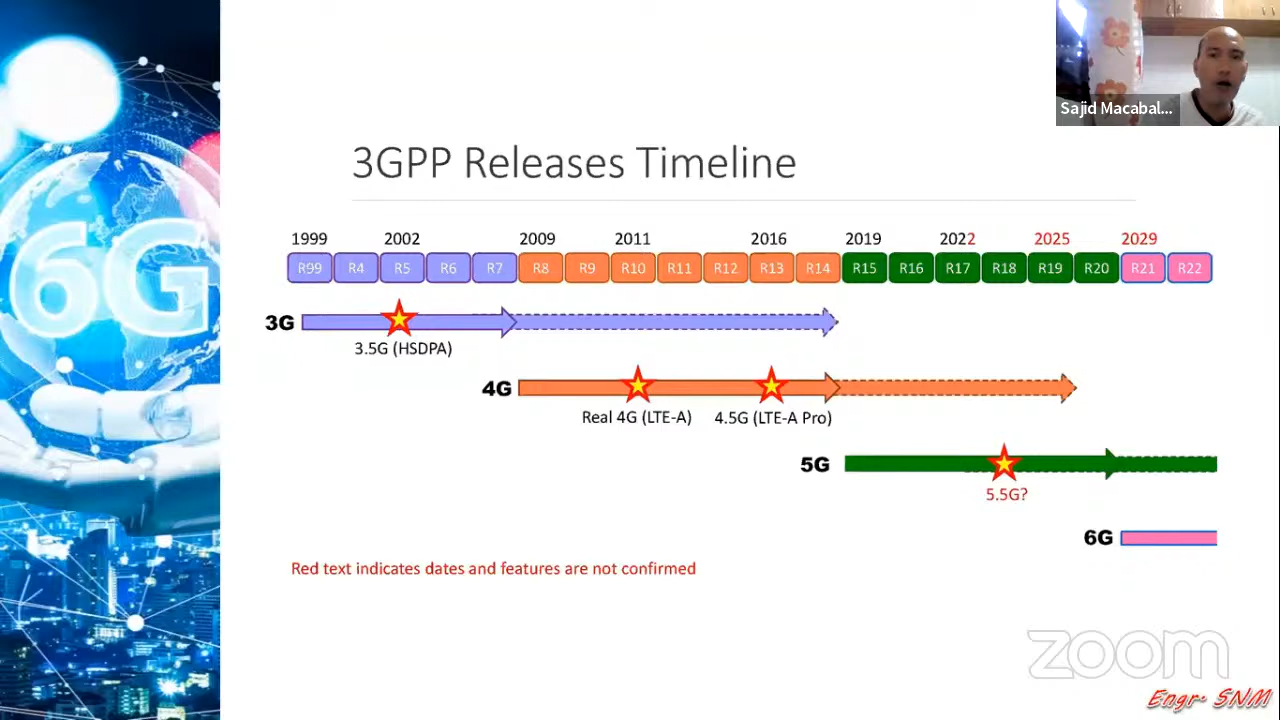 Sajid Macabal...
6G
3GPP Releases Timeline
1999 2002 2009 2011 2016 2019 2022 2025 2029
R99 R4 R5 R6 R7 R8 R9 R10 R11 R12 R13 R14 R15 R16 R17 R18 R19 R20 R21 R22
3G
3.5G (HSDPA)
4G
Real 4G (LTE-A) 4.5G (LTE-A Pro)
5G
5.5G?
6G
Red text indicates dates and features are not confirmed
zoom
Engr. SNM